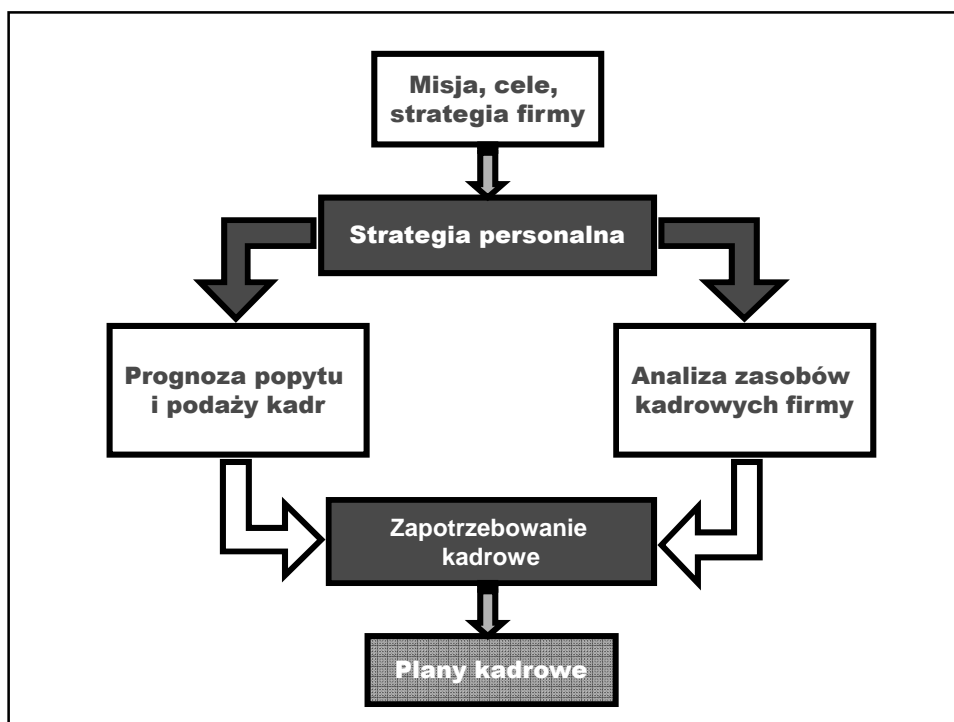 Misja, cele,
strategia firmy
Strategia personalna
Prognoza popytu
i podaży kadr
Analiza zasobów
kadrowych firmy
Zapotrzebowanie
kadrowe
Plany kadrowe